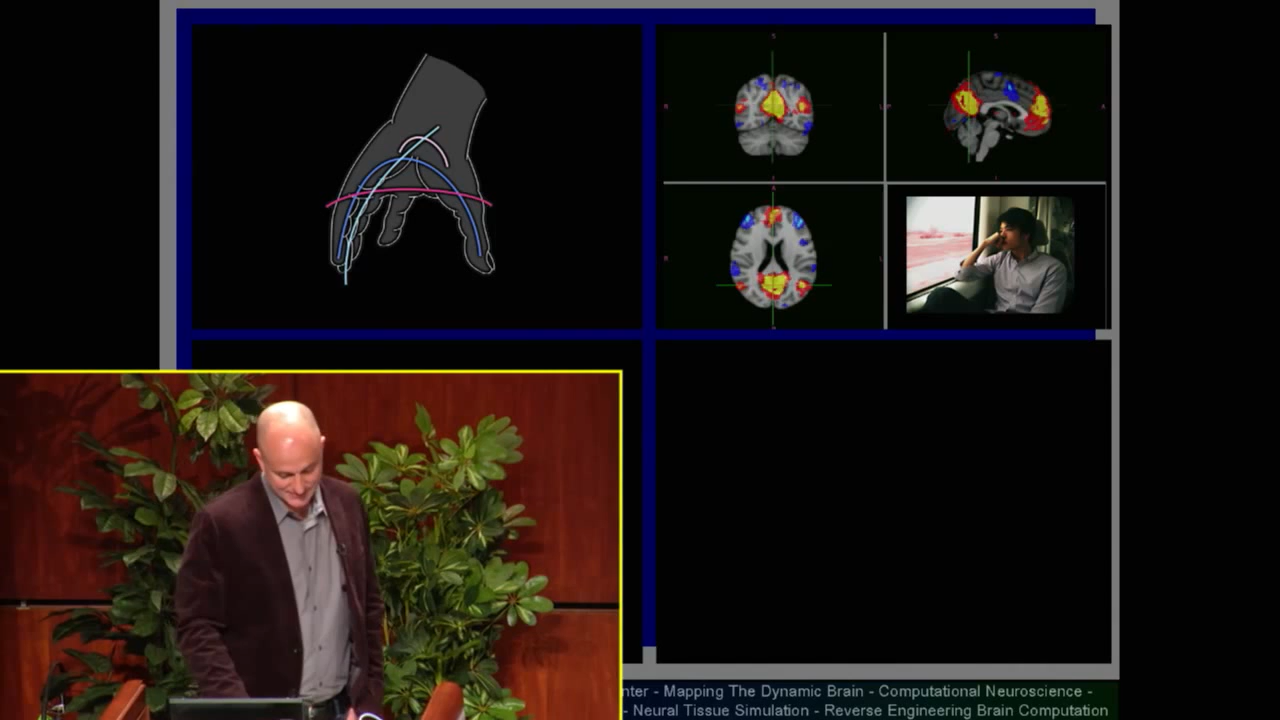 nter - Mapping The Dynamic Brain - Computational Neuroscience -
- Neural Tissue Simulation - Reverse Engineering Brain Computation